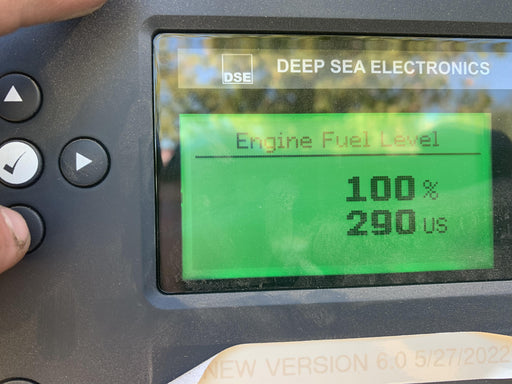 DSE DEEP SEA ELECTRONICS
Engine Fuel Level
100 %
290 US
NEW VERSION 6.0 5/27/2022